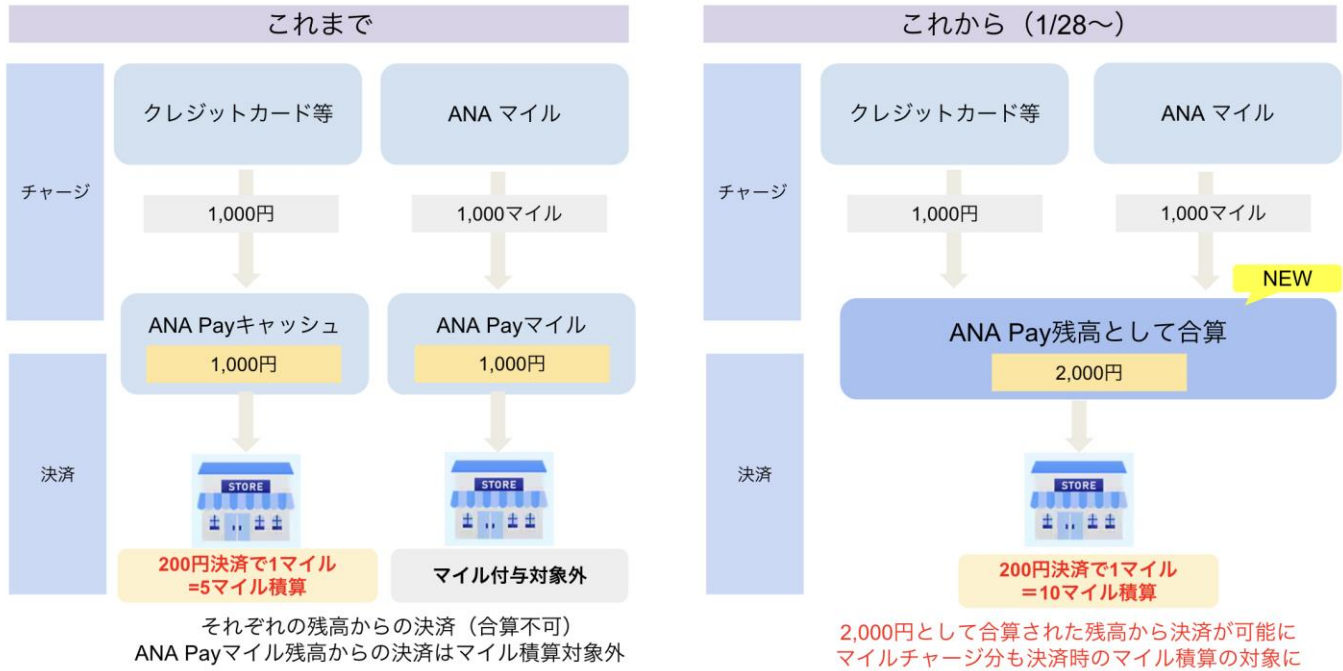 これまで
クレジットカード等
ANA マイル
チャージ
1,000円
1,000マイル
ANA Payキャッシュ
1,000円
ANA Payマイル
1,000円
決済
STORE
STORE
200円決済で1マイル
=5マイル積算
マイル付与対象外
それぞれの残高からの決済（合算不可）
ANA Payマイル残高からの決済はマイル積算対象外
これから（1/28〜）
クレジットカード等
ANA マイル
チャージ
1,000円
1,000マイル
NEW
ANA Pay残高として合算
2,000円
決済
STORE
200円決済で1マイル
＝10マイル積算
2,000円として合算された残高から決済が可能に
マイルチャージ分も決済時のマイル積算の対象に